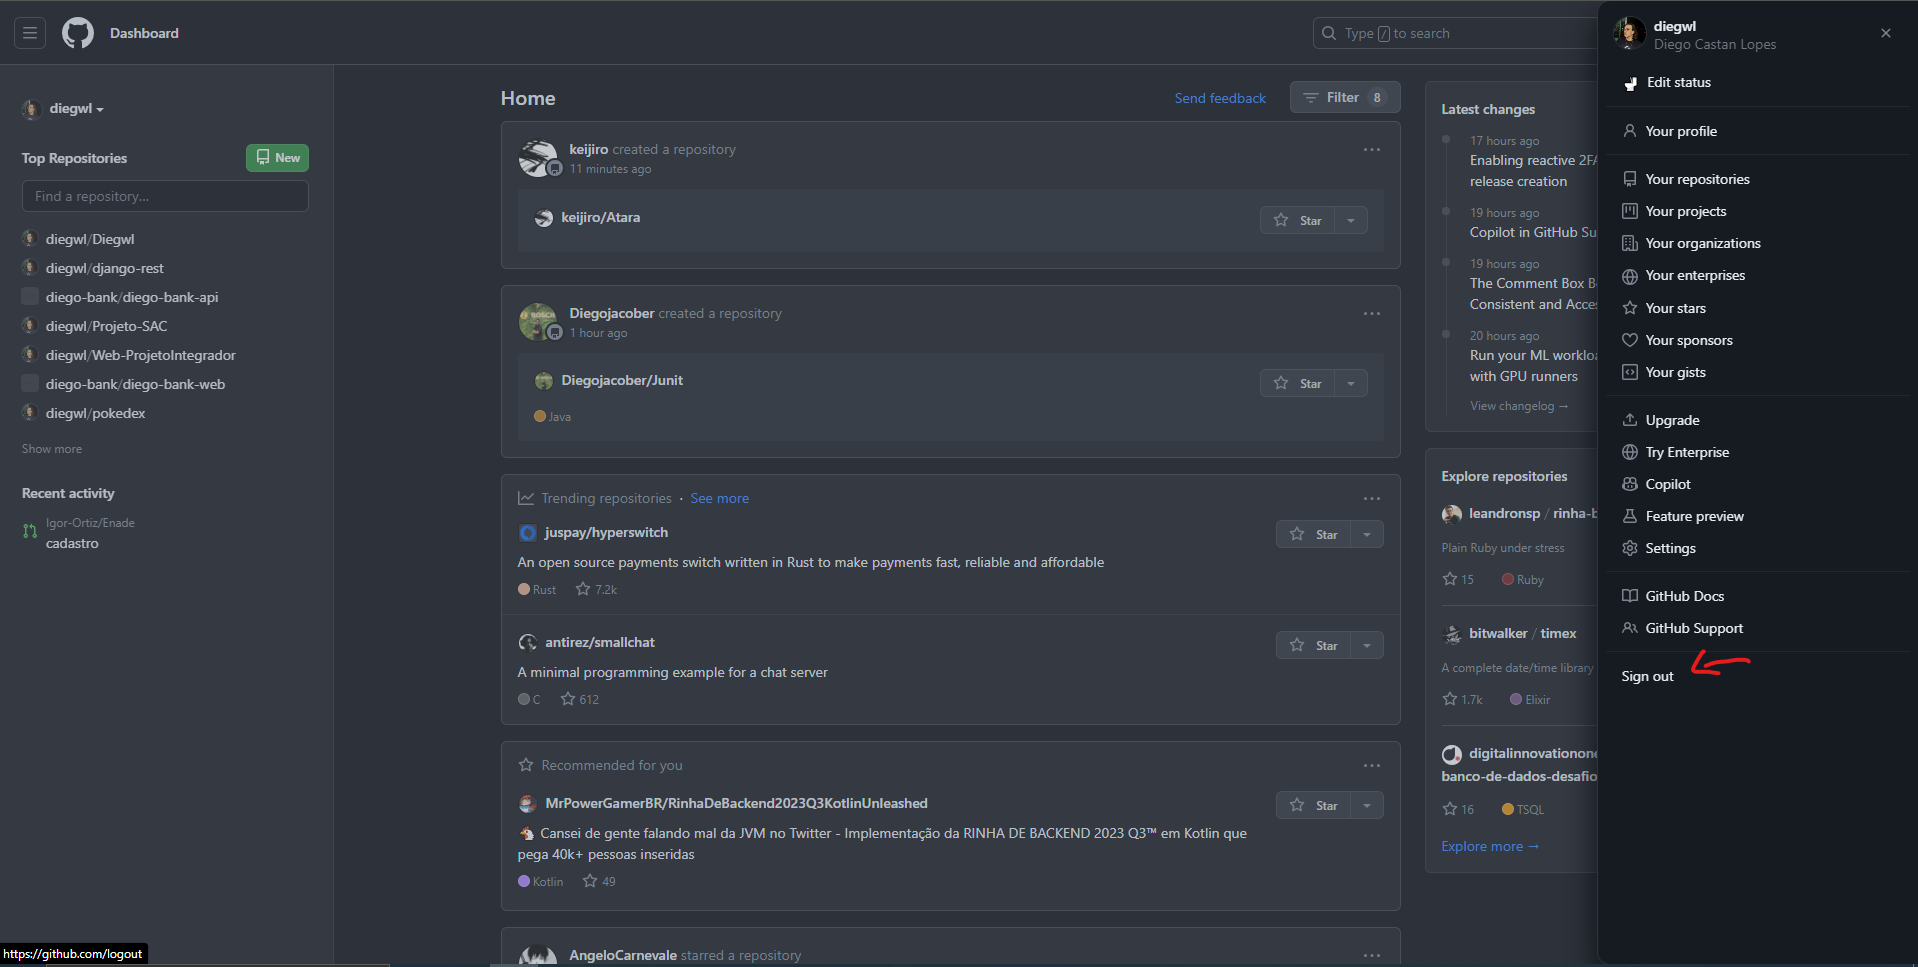 Dashboard
Type / to search
diegwl
Top Repositories
New
Find a repository...
diegwl/Diegwl
diegwl/django-rest
diego-bank/diego-bank-api
diegwl/Projeto-SAC
diegwl/Web-ProjetoIntegrador
diego-bank/diego-bank-web
diegwl/pokedex
Show more
Recent activity
Igor-Ortiz/Enade
cadastro
Home
Send feedback
Filter 8
keijiro created a repository
11 minutes ago
keijiro/Atara
Star
Diegojacober created a repository
1 hour ago
Diegojacober/Junit
Star
Java
Trending repositories · See more
juspay/hyperswitch
Star
An open source payments switch written in Rust to make payments fast, reliable and affordable
Rust 7.2k
antirez/smallchat
Star
A minimal programming example for a chat server
C 612
Recommended for you
MrPowerGamerBR/RinhaDeBackend2023Q3KotlinUnleashed
Star
Cansei de gente falando mal da JVM no Twitter - Implementação da RINHA DE BACKEND 2023 Q3™ em Kotlin que
pega 40k+ pessoas inseridas
Kotlin 49
AngeloCarnevale starred a repository
Latest changes
17 hours ago
Enabling reactive 2FA
release creation
19 hours ago
Copilot in GitHub Su
19 hours ago
The Comment Box B
Consistent and Acces
20 hours ago
Run your ML workloa
with GPU runners
View changelog →
Explore repositories
leandronsp / rinha-b
Plain Ruby under stress
15 Ruby
bitwalker / timex
A complete date/time library
1.7k Elixir
digitalinnovationone
banco-de-dados-desafio
16 TSQL
Explore more →
diegwl
Diego Castan Lopes
Edit status
Your profile
Your repositories
Your projects
Your organizations
Your enterprises
Your stars
Your sponsors
Your gists
Upgrade
Try Enterprise
Copilot
Feature preview
Settings
GitHub Docs
GitHub Support
Sign out
https://github.com/logout